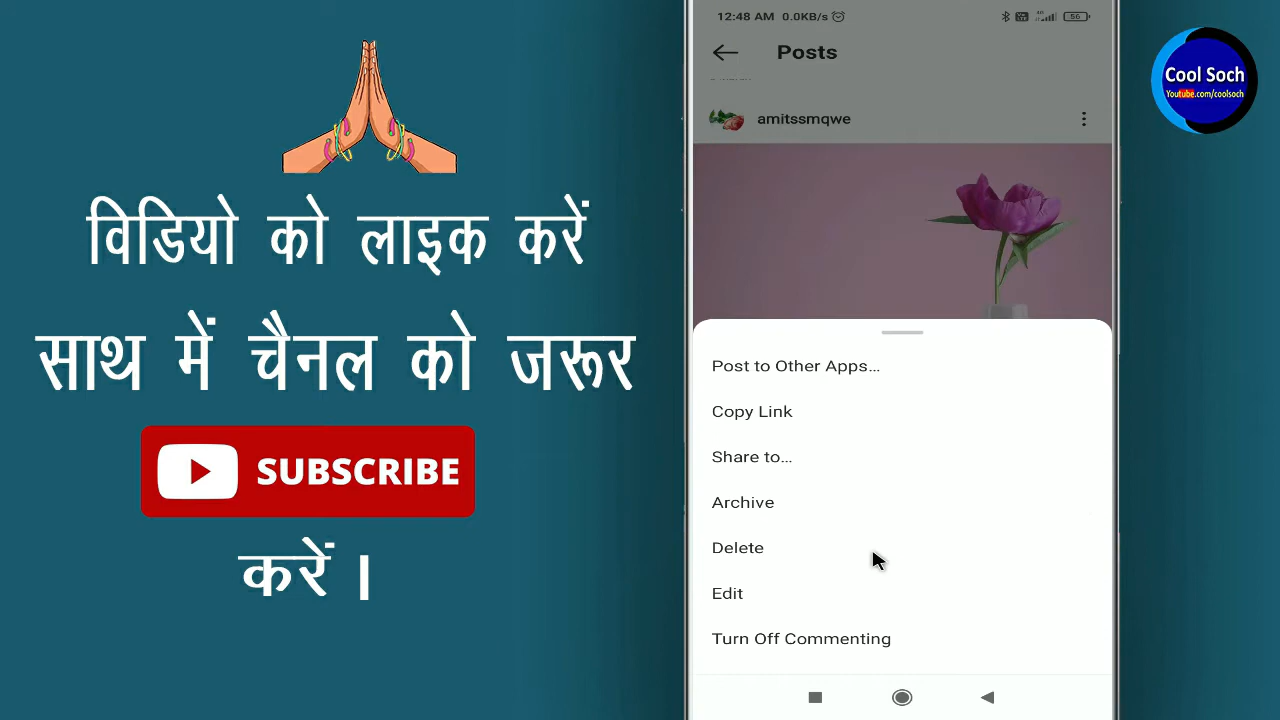 विडियो को लाइक करें
साथ में चैनल को जरूर
SUBSCRIBE
करें।
12:48 AM 0.0KB/s
56
Posts
amitssmqwe
Post to Other Apps...
Copy Link
Share to...
Archive
Delete
Edit
Turn Off Commenting
Cool Soch
Youtube.com/coolsoch